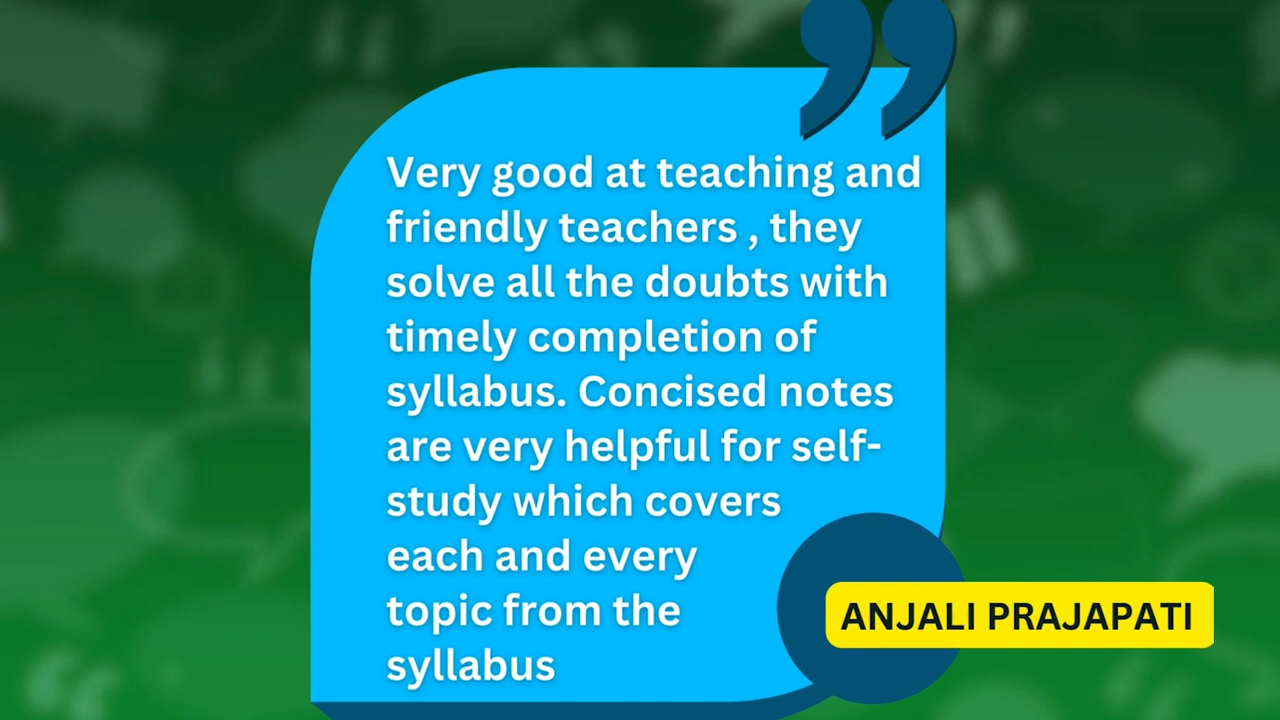 Very good at teaching and
friendly teachers , they
solve all the doubts with
timely completion of
syllabus. Concised notes
are very helpful for self-
study which covers
each and every
topic from the
syllabus
ANJALI PRAJAPATI